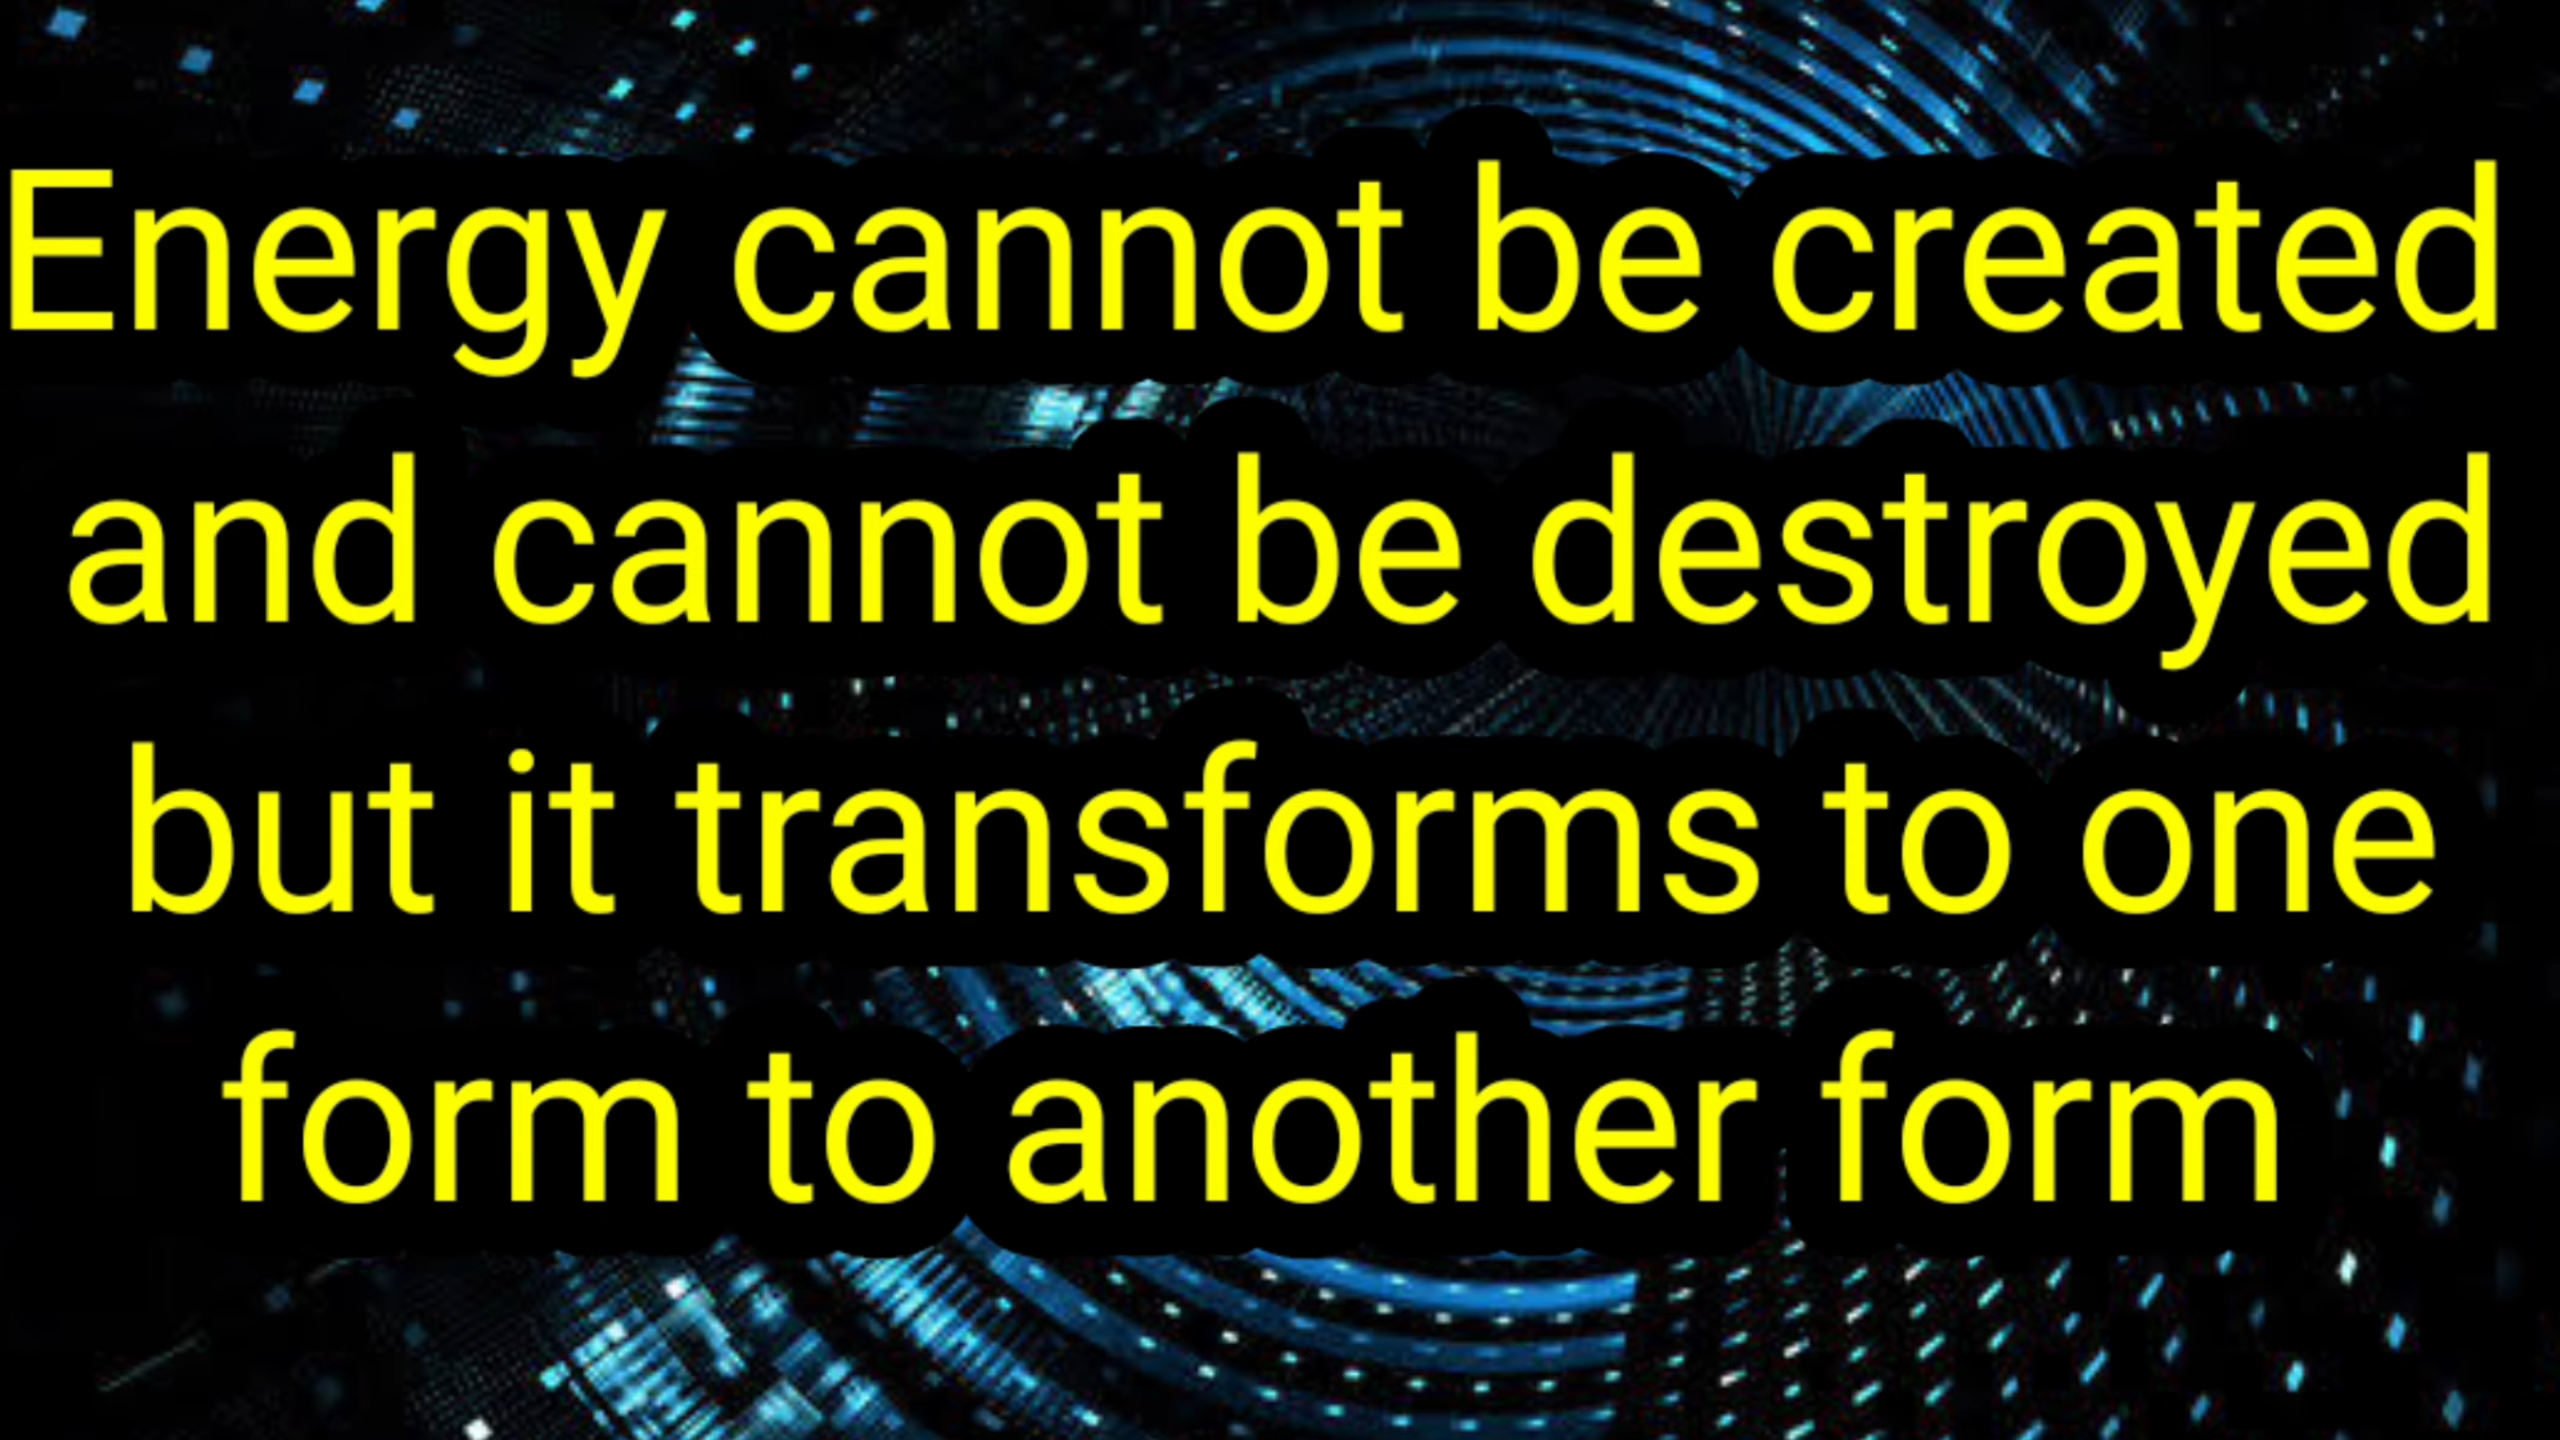 Energy cannot be created
and cannot be destroyed
but it transforms to one
form to another form